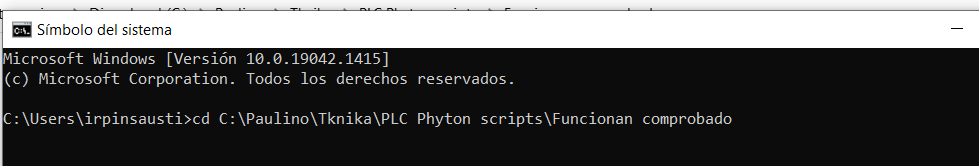 Símbolo del sistema
Microsoft Windows [Versión 10.0.19042.1415]
(c) Microsoft Corporation. Todos los derechos reservados.
C:\Users\irpinsausti>cd C:\Paulino\Tknika\PLC Phyton scripts\Funcionan comprobado